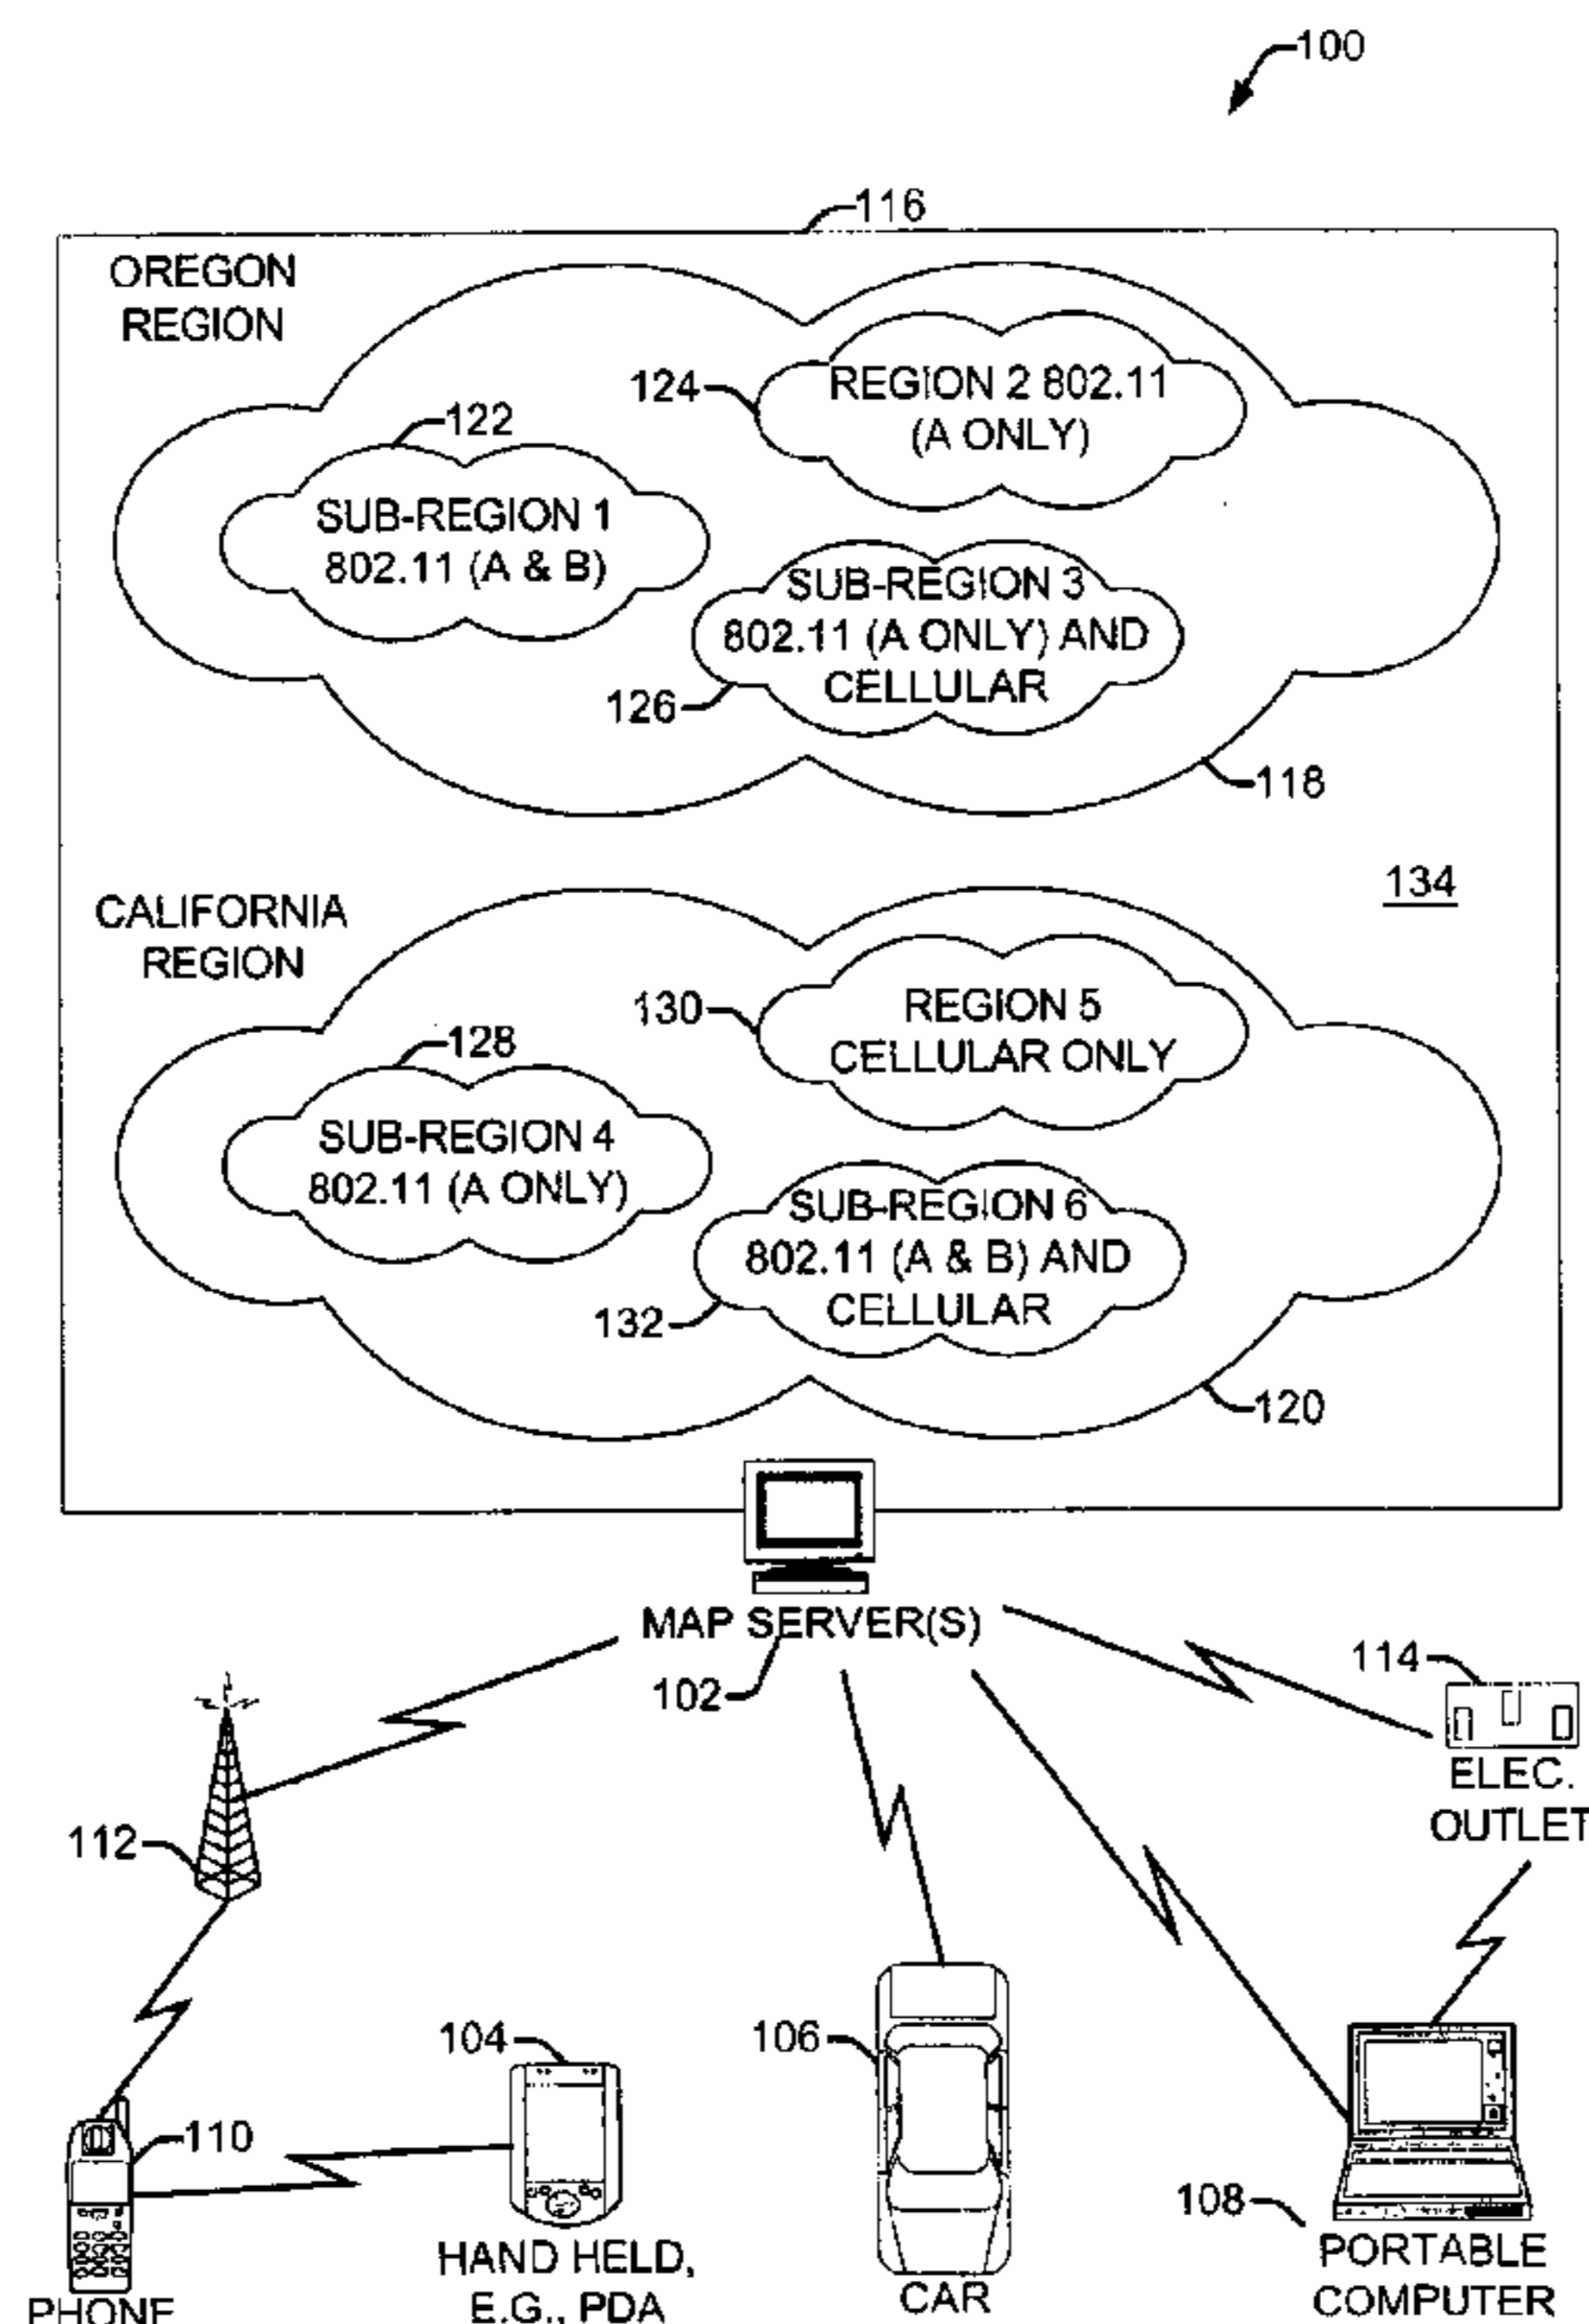 100
116
OREGON
REGION
124
REGION 2 802.11
(A ONLY)
122
SUB-REGION 1
802.11 (A & B)
SUB-REGION 3
802.11 (A ONLY) AND
CELLULAR
126
118
134
CALIFORNIA
REGION
130
REGION 5
CELLULAR ONLY
128
SUB-REGION 4
802.11 (A ONLY)
SUB-REGION 6
802.11 (A & B) AND
CELLULAR
132
120
MAP SERVER(S)
102
114
ELEC.
OUTLET
112
104
106
110
108
HAND HELD,
E.G., PDA
CAR
PORTABLE
COMPUTER
PHONE